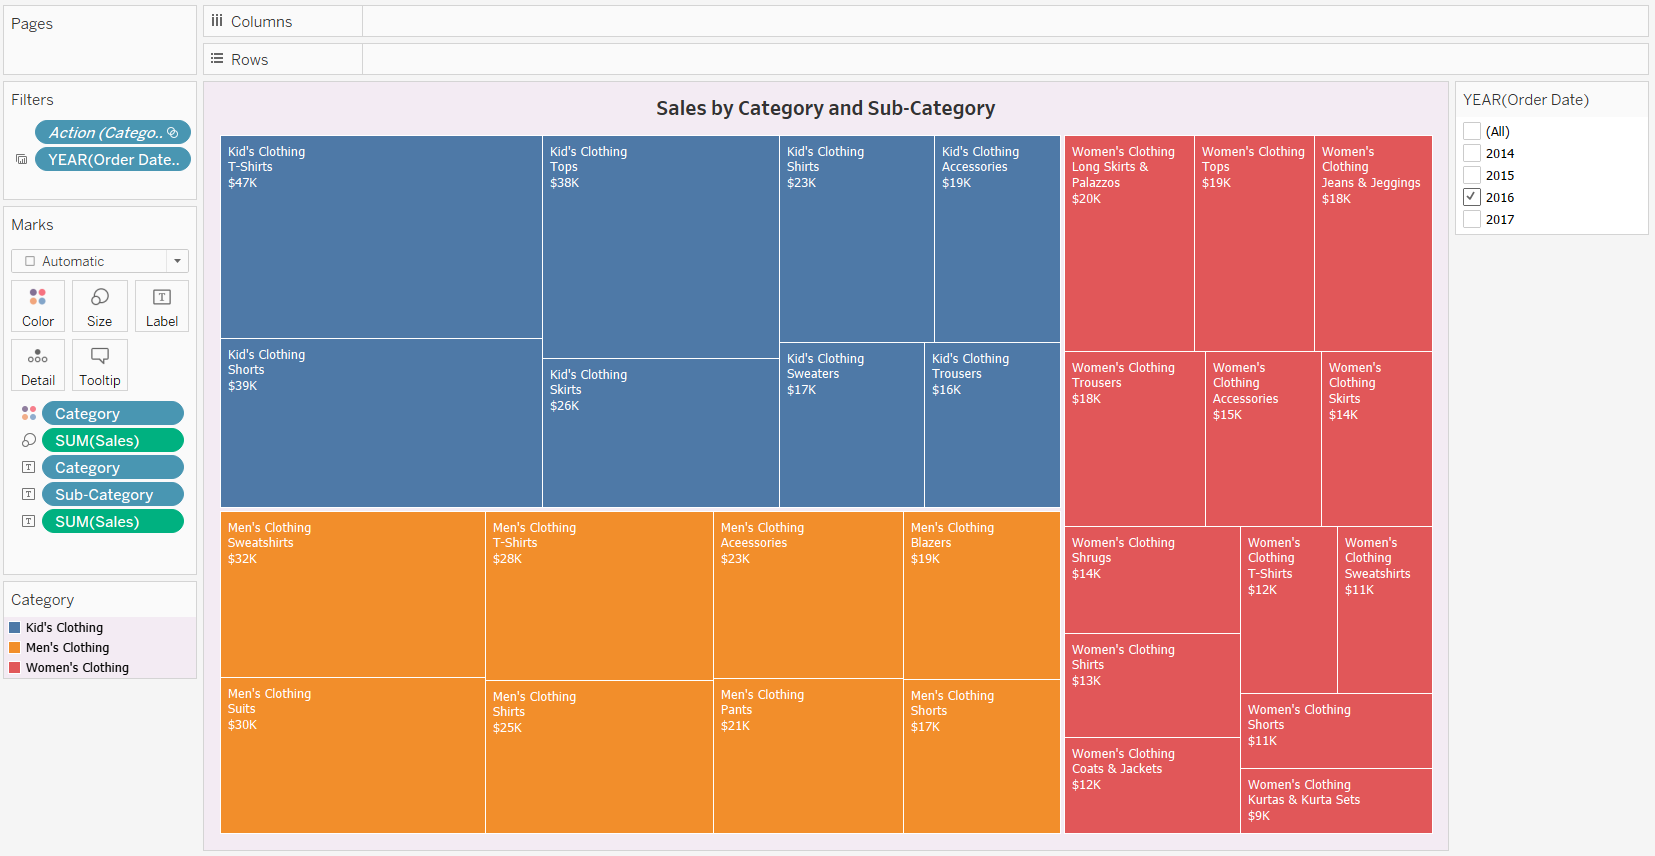 Pages
Columns
Rows
Filters
Action (Catego..
YEAR(Order Date..
Marks
Automatic
Color
Size
Label
Detail
Tooltip
Category
SUM(Sales)
Category
Sub-Category
SUM(Sales)
Category
Kid's Clothing
Men's Clothing
Women's Clothing
Sales by Category and Sub-Category
Kid's Clothing
T-Shirts
$47K
Kid's Clothing
Tops
$38K
Kid's Clothing
Shirts
$23K
Kid's Clothing
Accessories
$19K
Kid's Clothing
Shorts
$39K
Kid's Clothing
Skirts
$26K
Kid's Clothing
Sweaters
$17K
Kid's Clothing
Trousers
$16K
Men's Clothing
Sweatshirts
$32K
Men's Clothing
T-Shirts
$28K
Men's Clothing
Aceessories
$23K
Men's Clothing
Blazers
$19K
Men's Clothing
Suits
$30K
Men's Clothing
Shirts
$25K
Men's Clothing
Pants
$21K
Men's Clothing
Shorts
$17K
Women's Clothing
Long Skirts &
Palazzos
$20K
Women's Clothing
Tops
$19K
Women's
Clothing
Jeans & Jeggings
$18K
Women's Clothing
Trousers
$18K
Women's
Clothing
Accessories
$15K
Women's
Clothing
Skirts
$14K
Women's Clothing
Shrugs
$14K
Women's
Clothing
T-Shirts
$12K
Women's
Clothing
Sweatshirts
$11K
Women's Clothing
Shirts
$13K
Women's Clothing
Shorts
$11K
Women's Clothing
Coats & Jackets
$12K
Women's Clothing
Kurtas & Kurta Sets
$9K
YEAR(Order Date)
(All)
2014
2015
2016
2017